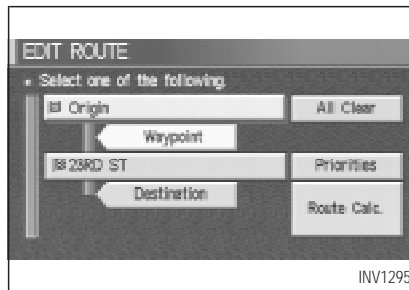 EDIT ROUTE
Select one of the following.
Origin
All Clear
Waypoint
23RD ST
Priorities
Destination
Route Calc.
INV1295